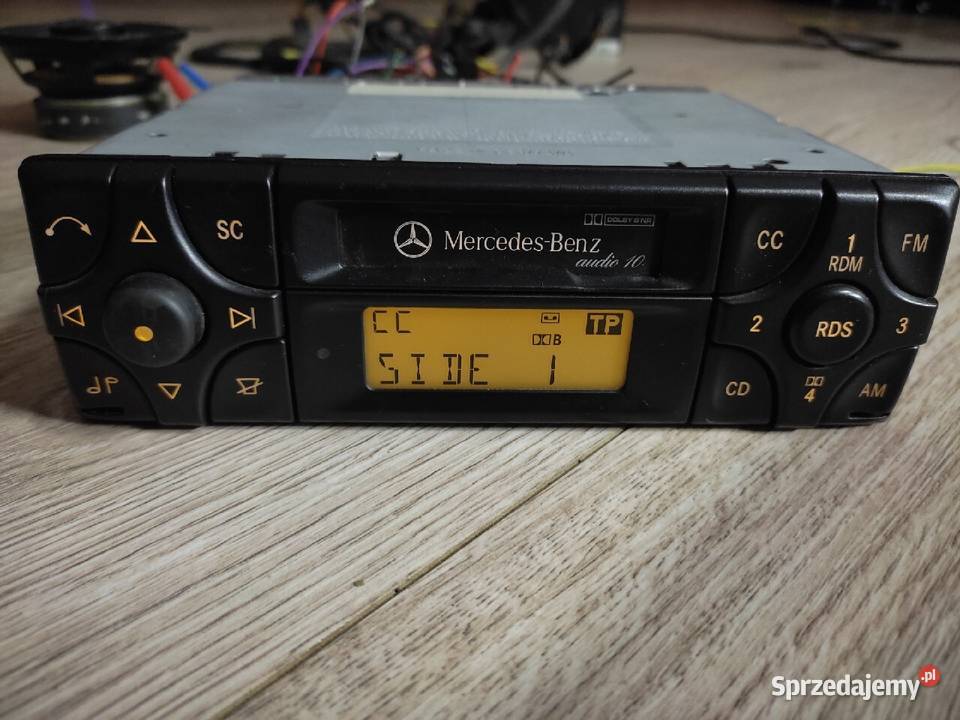 SC
DOLBY B NR
Mercedes-Benz
audio 10
CC
1
RDM
FM
CC
TP
B
SIDE 1
2
RDS
3
CD
4
AM
Sprzedajemy.pl